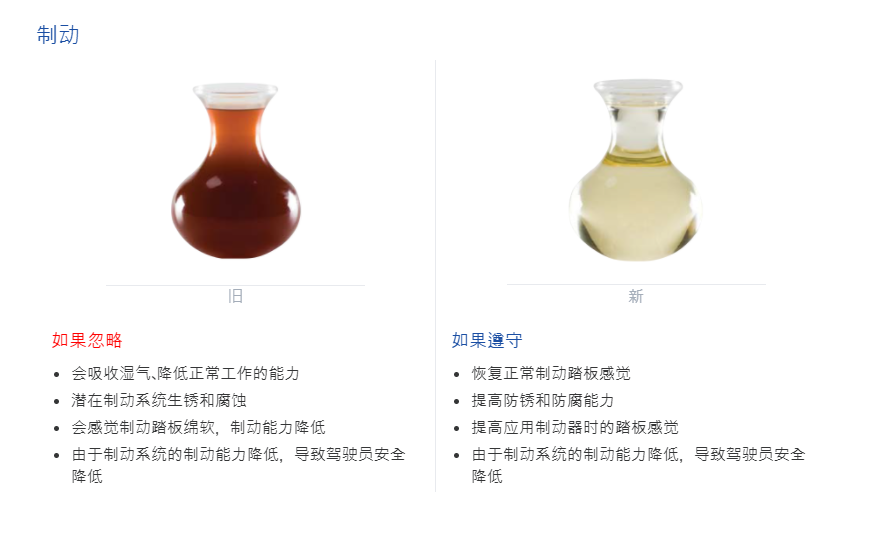 制动
旧
新
如果忽略
会吸收湿气、降低正常工作的能力
潜在制动系统生锈和腐蚀
会感觉制动踏板绵软，制动能力降低
由于制动系统的制动能力降低，导致驾驶员安全
降低
如果遵守
恢复正常制动踏板感觉
提高防锈和防腐能力
提高应用制动器时的踏板感觉
由于制动系统的制动能力降低，导致驾驶员安全
降低